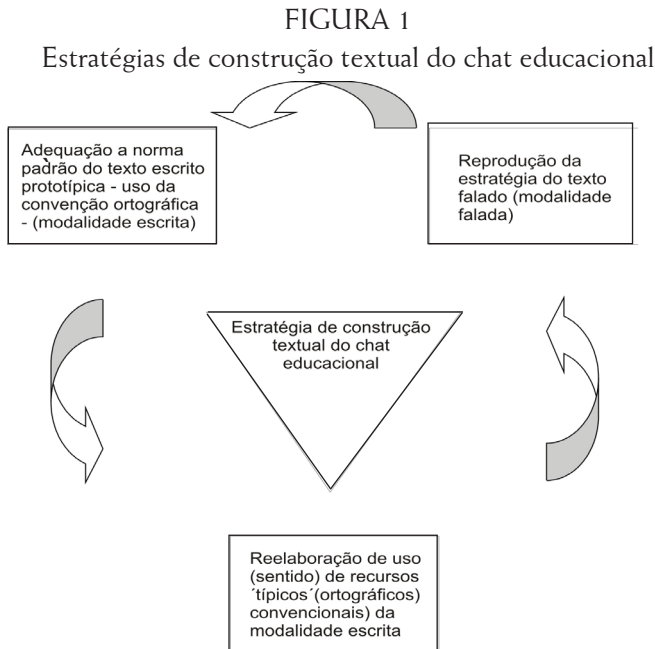 FIGURA 1
Estratégias de construção textual do chat educacional
Adequação a norma
padrão do texto escrito
prototípica - uso da
convenção ortográfica
- (modalidade escrita)
Reprodução da
estratégia do texto
falado (modalidade
falada)
Estratégia de construção
textual do chat
educacional
Reelaboração de uso
(sentido) de recursos
´típicos´(ortográficos)
convencionais) da
modalidade escrita